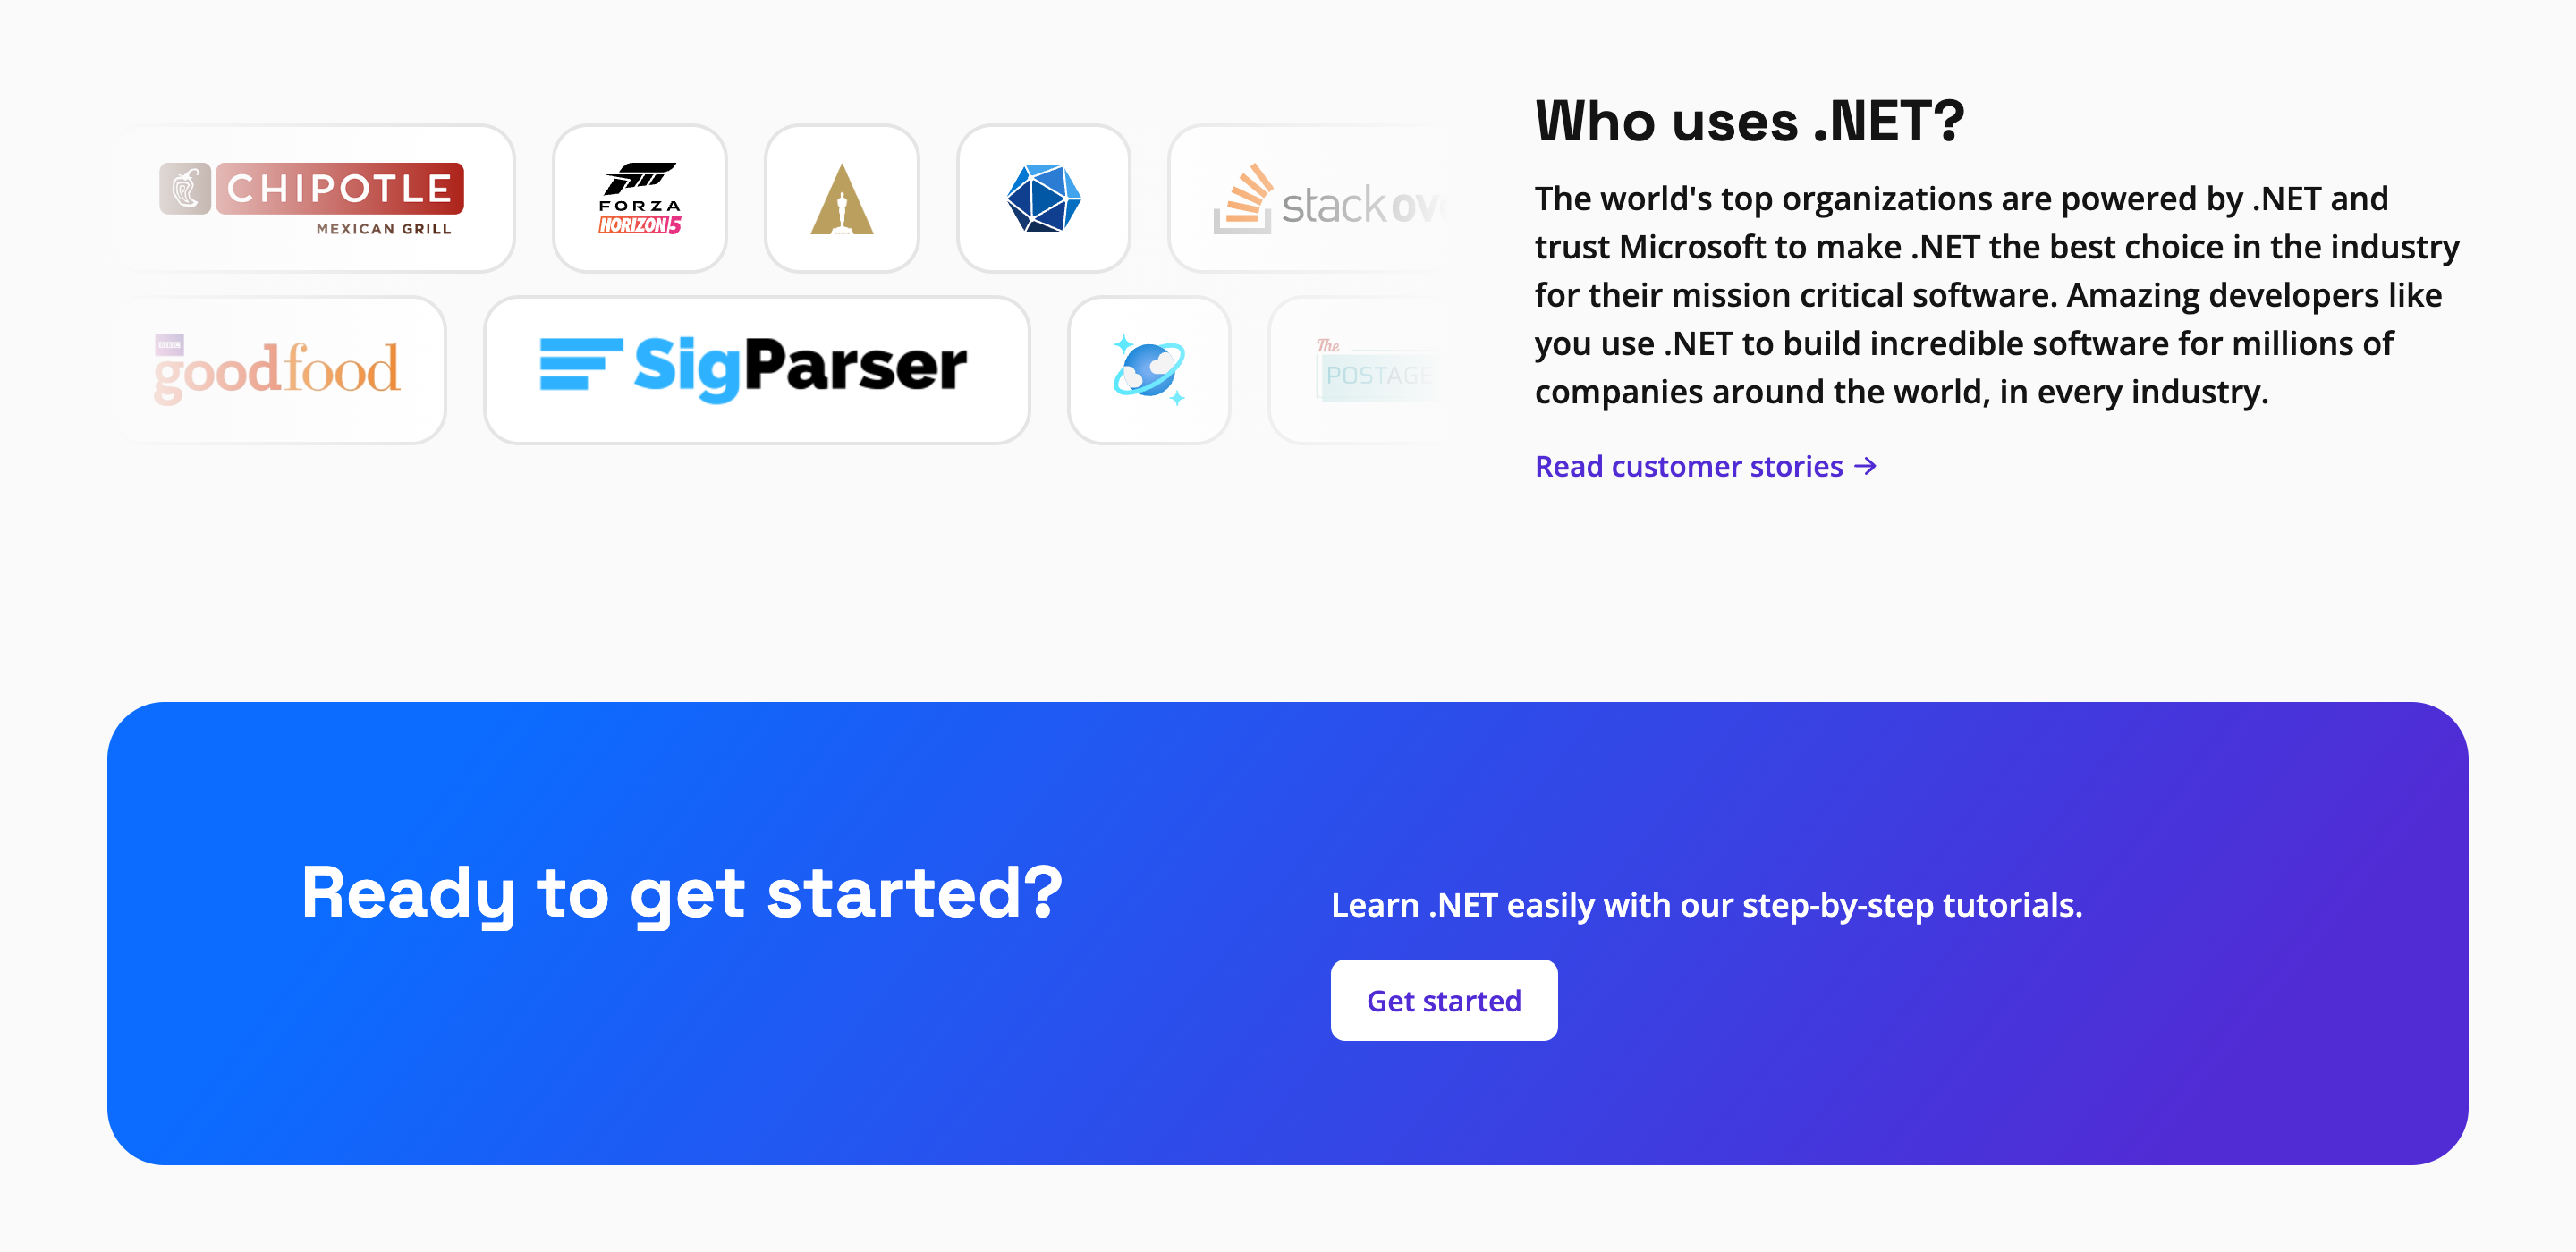 CHIPOTLE
MEXICAN GRILL
FORZA
HORIZON 5
stack ov
BBC
goodfood
SigParser
The
POSTAGE
Who uses .NET?
The world's top organizations are powered by .NET and
trust Microsoft to make .NET the best choice in the industry
for their mission critical software. Amazing developers like
you use .NET to build incredible software for millions of
companies around the world, in every industry.
Read customer stories →
Ready to get started?
Learn .NET easily with our step-by-step tutorials.
Get started